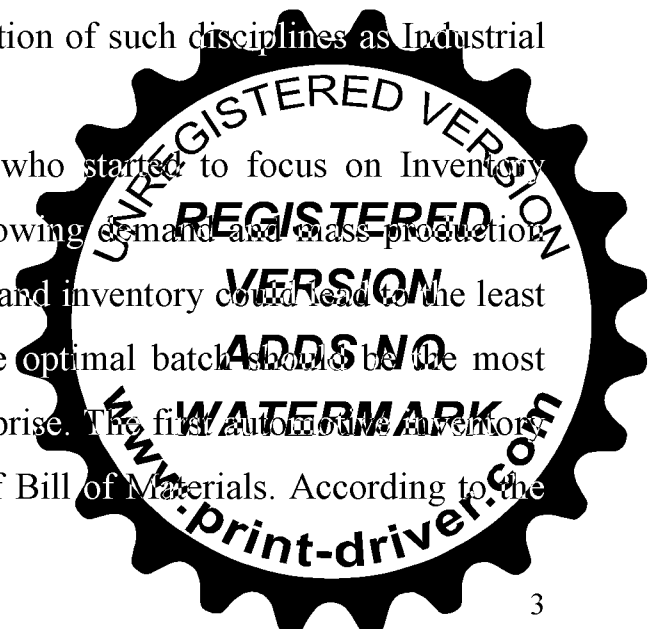 tion of such disciplines as Industrial
UNREGISTERED VERSION
who started to focus on Inventory
REGISTERED
owing demand and mass production
VERSION
and inventory could lead to the least
ADDS NO
e optimal batch should be the most
WATERMARK
prise. The first automotive inventory
f Bill of Materials. According to the
www.print-driver.com
3